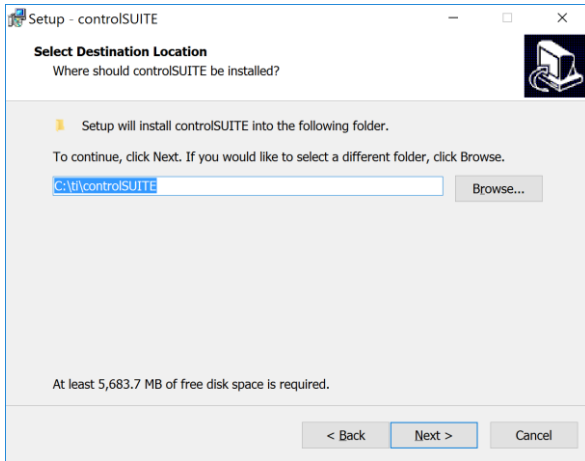 Setup - controlSUITE
Select Destination Location
Where should controlSUITE be installed?
Setup will install controlSUITE into the following folder.
To continue, click Next. If you would like to select a different folder, click Browse.
C:\ti\controlSUITE
Browse...
At least 5,683.7 MB of free disk space is required.
< Back
Next >
Cancel